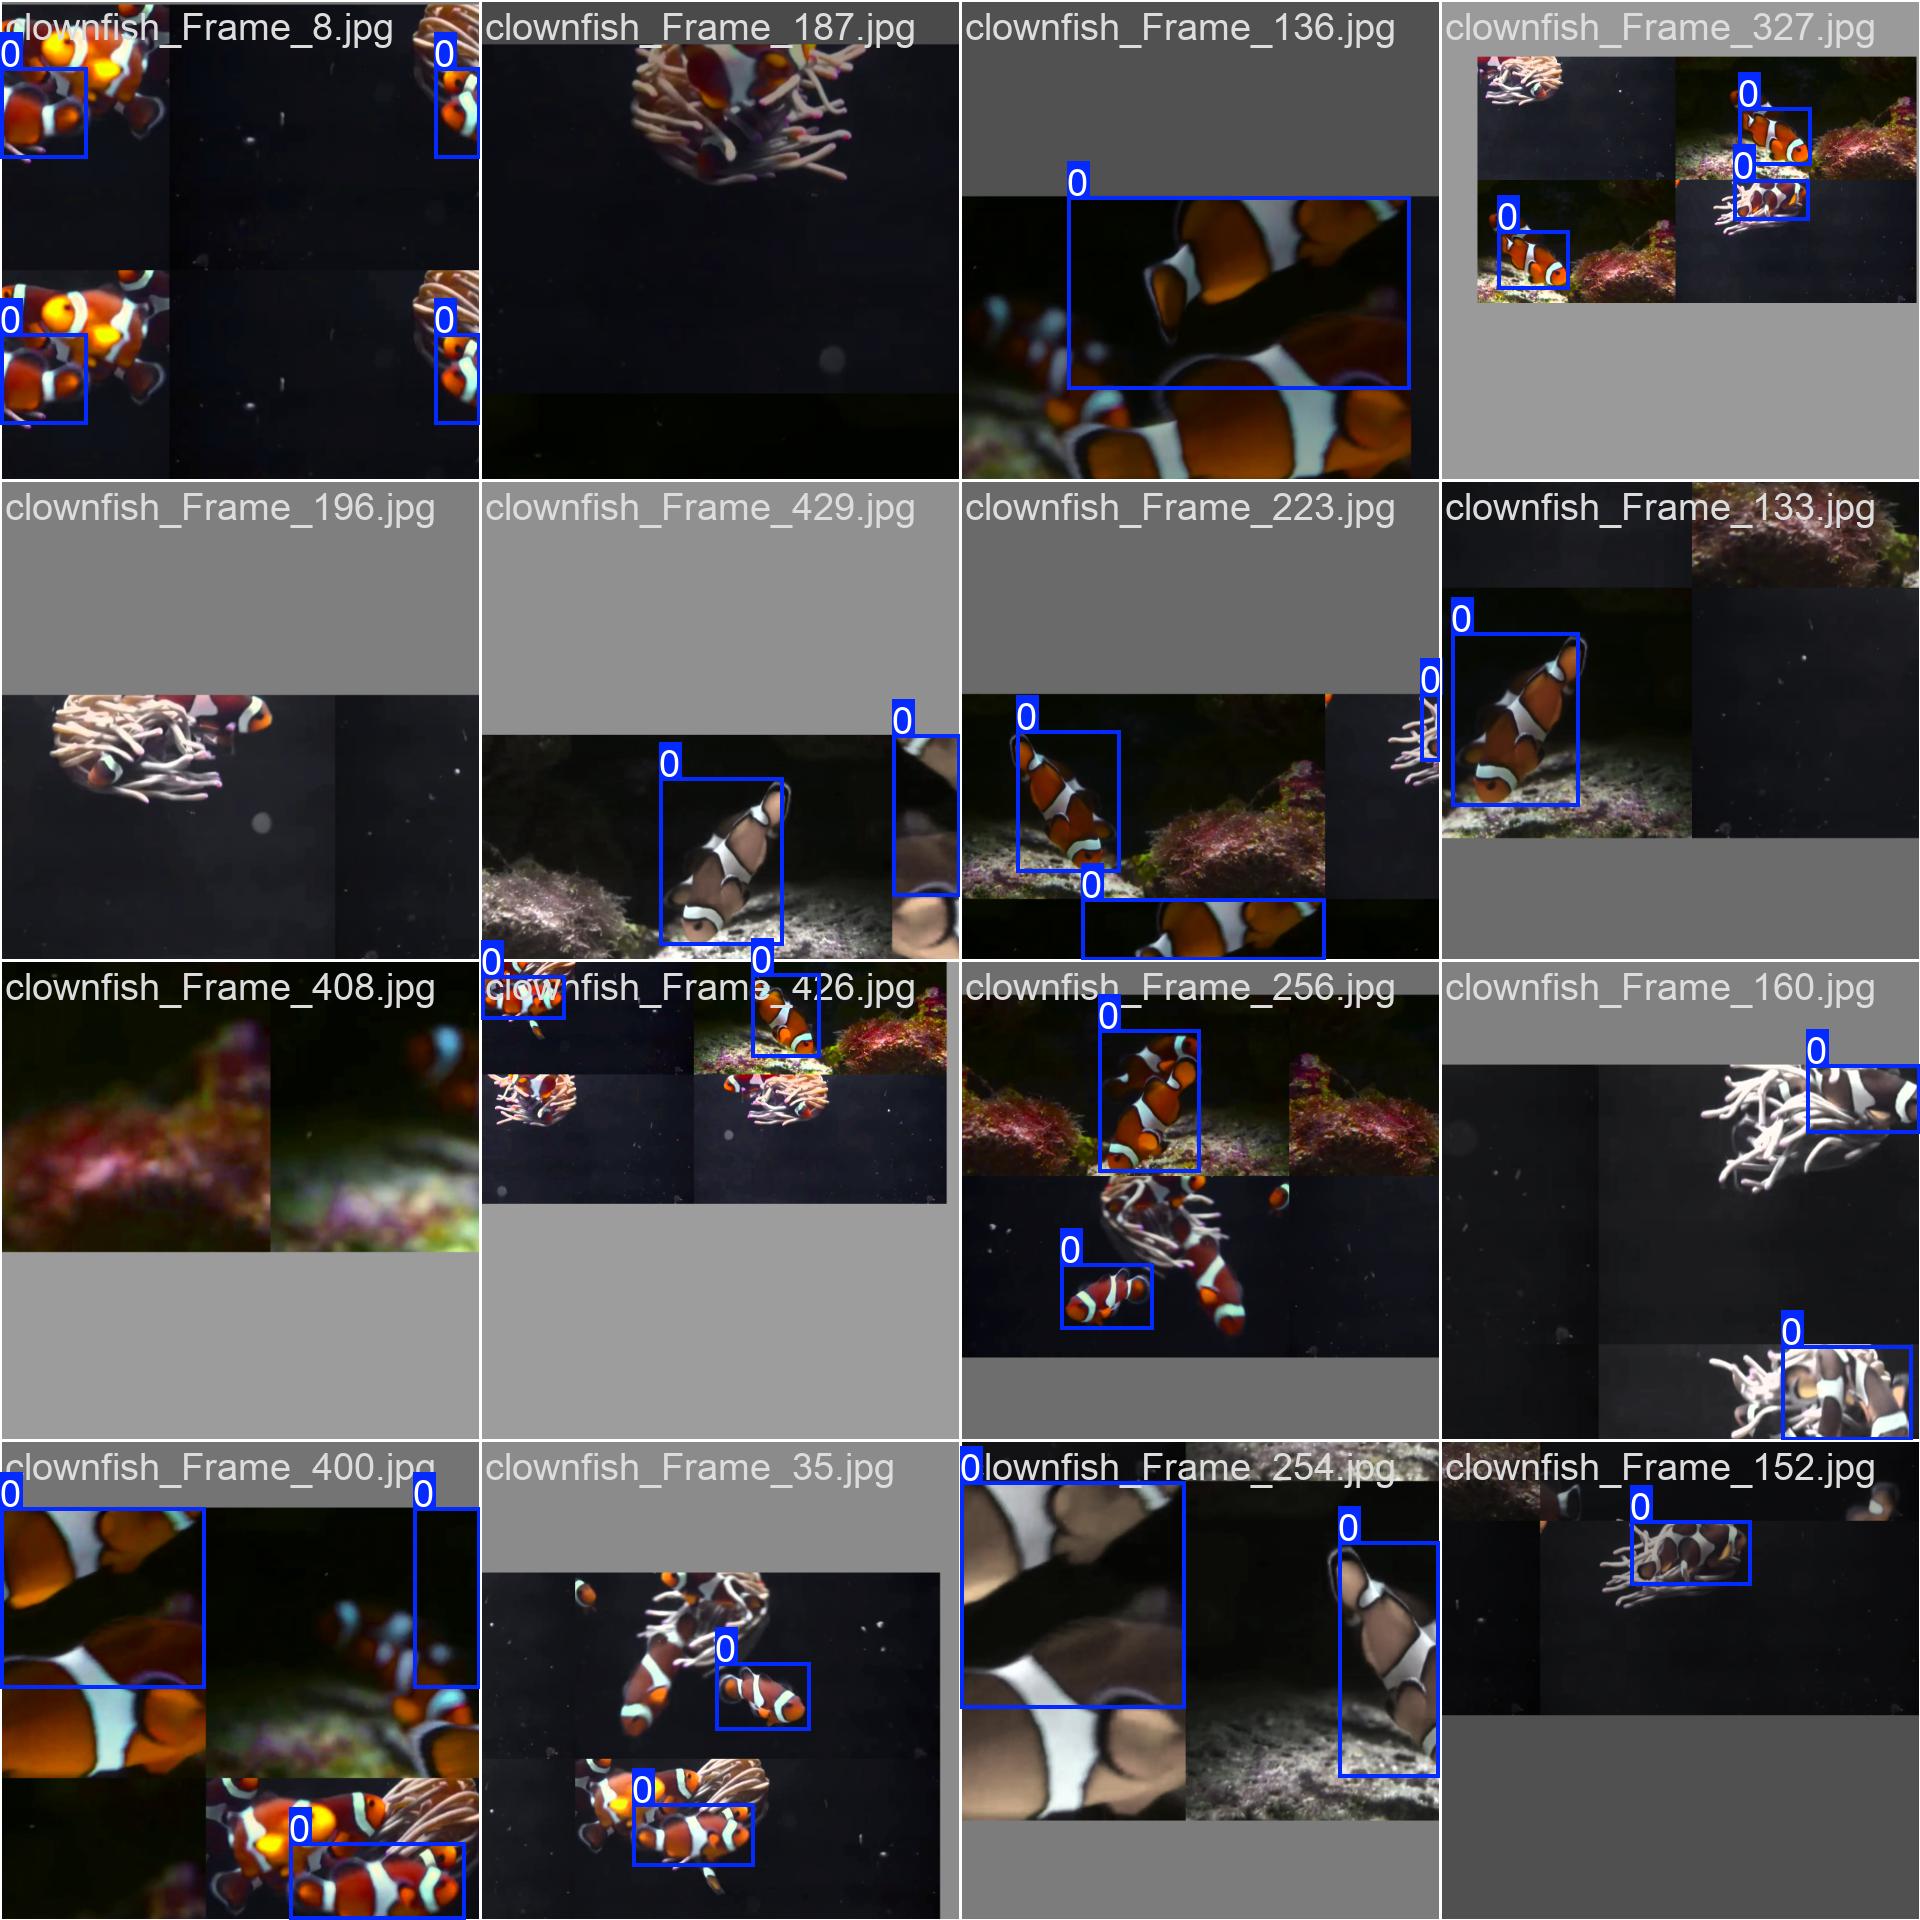 clownfish_Frame_8.jpg
clownfish_Frame_187.jpg
clownfish_Frame_136.jpg
clownfish_Frame_327.jpg
0
0
0
0
0
0
0
0
clownfish_Frame_196.jpg
clownfish_Frame_429.jpg
clownfish_Frame_223.jpg
clownfish_Frame_133.jpg
0
0
0
0
0
0
clownfish_Frame_408.jpg
clownfish_Frame_426.jpg
clownfish_Frame_256.jpg
clownfish_Frame_160.jpg
0
0
0
0
0
0
clownfish_Frame_400.jpg
clownfish_Frame_35.jpg
clownfish_Frame_254.jpg
clownfish_Frame_152.jpg
0
0
0
0
0
0
0
0